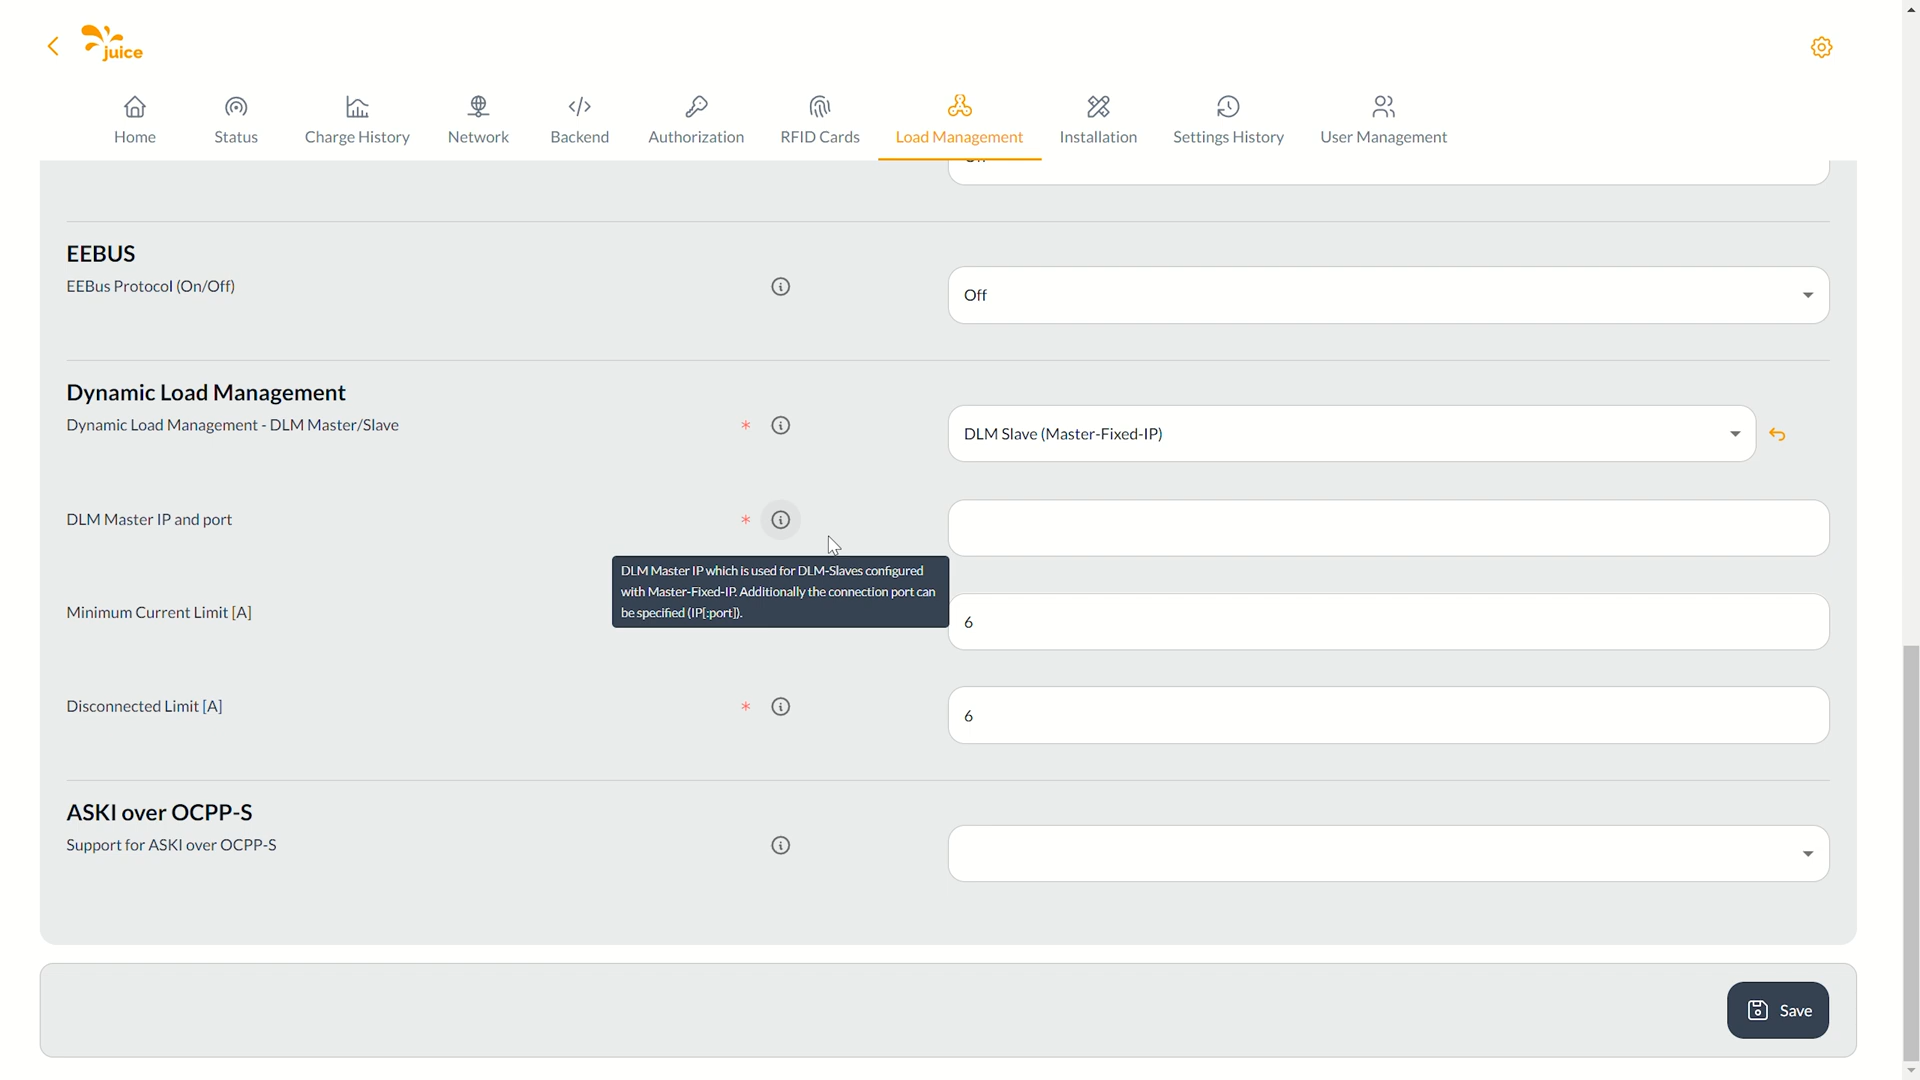 juice
Home
Status
Charge History
Network
Backend
Authorization
RFID Cards
Load Management
Installation
Settings History
User Management
EEBUS
EEBus Protocol (On/Off)
Off
Dynamic Load Management
Dynamic Load Management - DLM Master/Slave
*
DLM Slave (Master-Fixed-IP)
DLM Master IP and port
*
DLM Master IP which is used for DLM-Slaves configured
with Master-Fixed-IP. Additionally the connection port can
be specified (IP[:port]).
Minimum Current Limit [A]
6
Disconnected Limit [A]
*
6
ASKI over OCPP-S
Support for ASKI over OCPP-S
Save